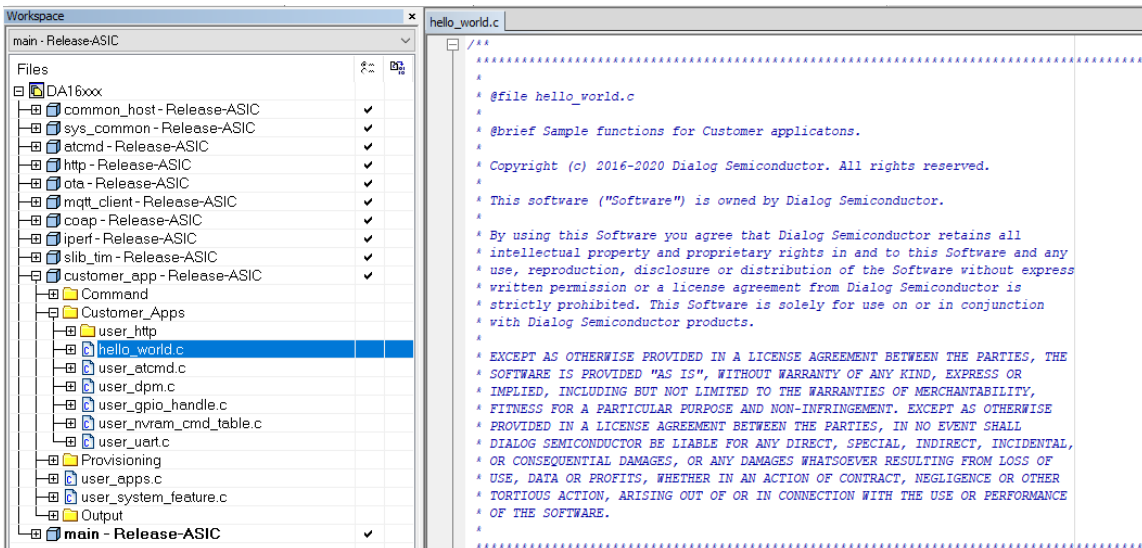 Workspace
main - Release-ASIC
Files
DA16xxx
common_host - Release-ASIC
sys_common - Release-ASIC
atcmd - Release-ASIC
http - Release-ASIC
ota - Release-ASIC
mqtt_client - Release-ASIC
coap - Release-ASIC
iperf - Release-ASIC
slib_tim - Release-ASIC
customer_app - Release-ASIC
Command
Customer_Apps
user_http
hello_world.c
user_atcmd.c
user_dpm.c
user_gpio_handle.c
user_nvram_cmd_table.c
user_uart.c
Provisioning
user_apps.c
user_system_feature.c
Output
main - Release-ASIC
hello_world.c
/**
****************************************************************************************
*
* @file hello_world.c
*
* @brief Sample functions for Customer applicatons.
*
* Copyright (c) 2016-2020 Dialog Semiconductor. All rights reserved.
*
* This software ("Software") is owned by Dialog Semiconductor.
*
* By using this Software you agree that Dialog Semiconductor retains all
* intellectual property and proprietary rights in and to this Software and any
* use, reproduction, disclosure or distribution of the Software without express
* written permission or a license agreement from Dialog Semiconductor is
* strictly prohibited. This Software is solely for use on or in conjunction
* with Dialog Semiconductor products.
*
* EXCEPT AS OTHERWISE PROVIDED IN A LICENSE AGREEMENT BETWEEN THE PARTIES, THE
* SOFTWARE IS PROVIDED "AS IS", WITHOUT WARRANTY OF ANY KIND, EXPRESS OR
* IMPLIED, INCLUDING BUT NOT LIMITED TO THE WARRANTIES OF MERCHANTABILITY,
* FITNESS FOR A PARTICULAR PURPOSE AND NON-INFRINGEMENT. EXCEPT AS OTHERWISE
* PROVIDED IN A LICENSE AGREEMENT BETWEEN THE PARTIES, IN NO EVENT SHALL
* DIALOG SEMICONDUCTOR BE LIABLE FOR ANY DIRECT, SPECIAL, INDIRECT, INCIDENTAL,
* OR CONSEQUENTIAL DAMAGES, OR ANY DAMAGES WHATSOEVER RESULTING FROM LOSS OF
* USE, DATA OR PROFITS, WHETHER IN AN ACTION OF CONTRACT, NEGLIGENCE OR OTHER
* TORTIOUS ACTION, ARISING OUT OF OR IN CONNECTION WITH THE USE OR PERFORMANCE
* OF THE SOFTWARE.
*
****************************************************************************************